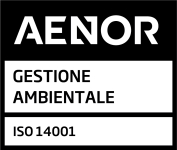 AENOR
GESTIONE
AMBIENTALE
ISO 14001